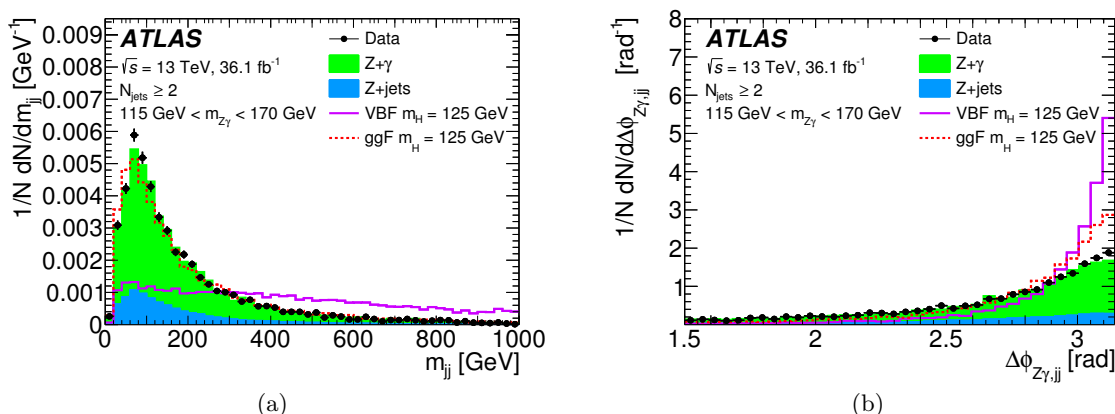 1/N dN/dm_jj [GeV⁻¹]
0.009
0.008
0.007
0.006
0.005
0.004
0.003
0.002
0.001
0
ATLAS
√s = 13 TeV, 36.1 fb⁻¹
N_jets ≥ 2
115 GeV < m_Zγ < 170 GeV
Data
Z+γ
Z+jets
VBF m_H = 125 GeV
ggF m_H = 125 GeV
0 200 400 600 800 1000
m_jj [GeV]
(a)
1/N dN/dΔϕ_Zγ,jj [rad⁻¹]
8
7
6
5
4
3
2
1
ATLAS
√s = 13 TeV, 36.1 fb⁻¹
N_jets ≥ 2
115 GeV < m_Zγ < 170 GeV
Data
Z+γ
Z+jets
VBF m_H = 125 GeV
ggF m_H = 125 GeV
1.5 2 2.5 3
Δϕ_Zγ,jj [rad]
(b)